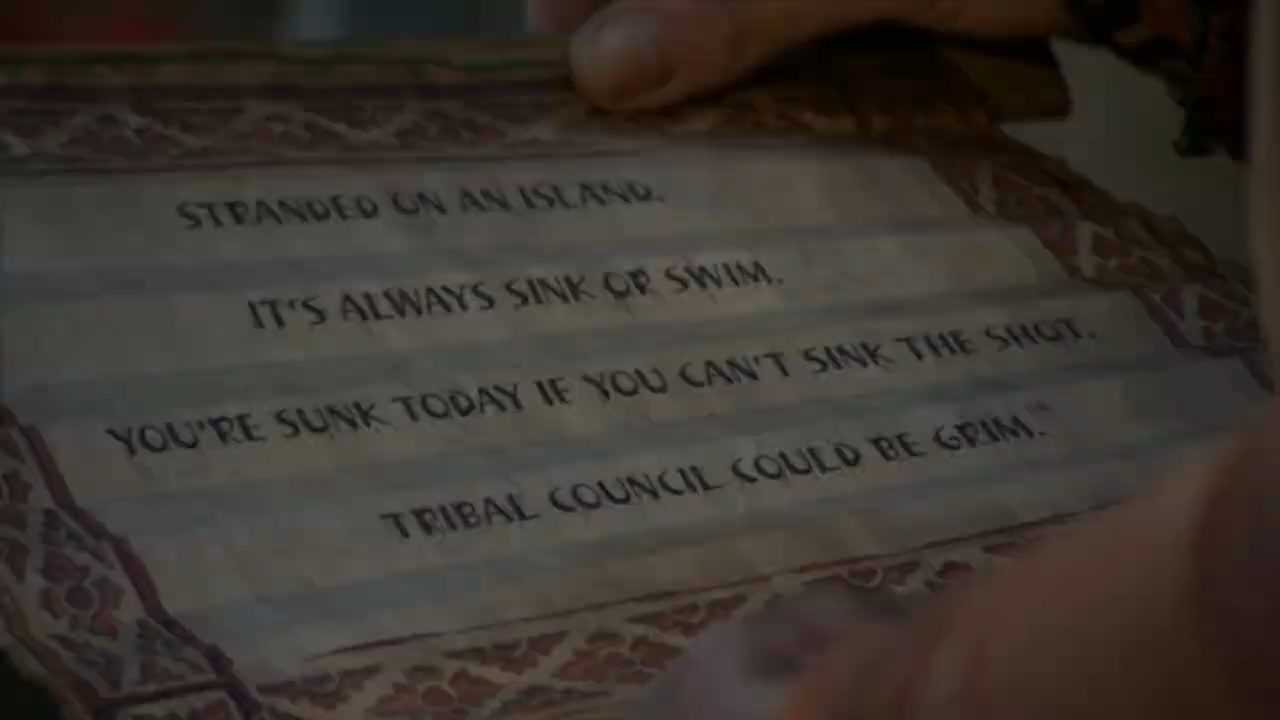 STRANDED ON AN ISLAND,
IT'S ALWAYS SINK OR SWIM.
YOU'RE SUNK TODAY IF YOU CAN'T SINK THE SHOT.
TRIBAL COUNCIL COULD BE GRIM."